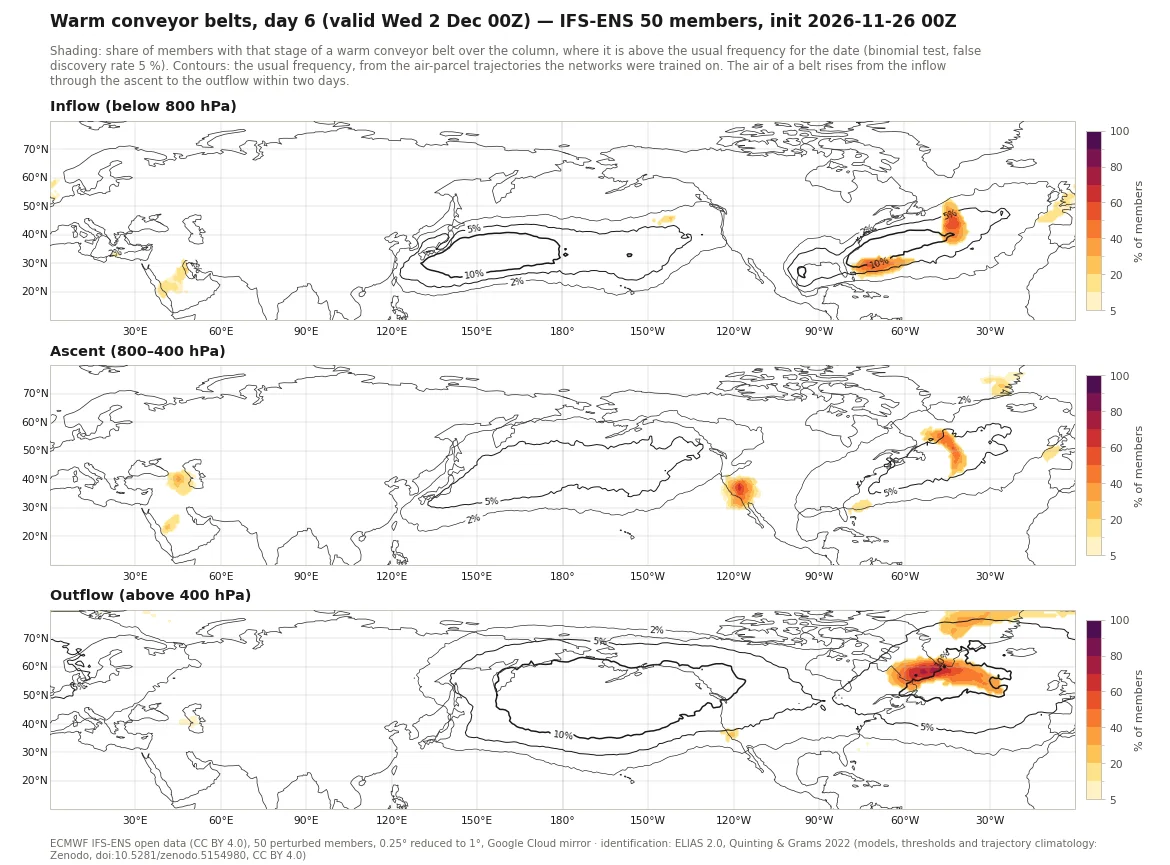 Warm conveyor belts, day 6 (valid Wed 2 Dec 00Z) — IFS-ENS 50 members, init 2026-11-26 00Z
Shading: share of members with that stage of a warm conveyor belt over the column, where it is above the usual frequency for the date (binomial test, false
discovery rate 5 %). Contours: the usual frequency, from the air-parcel trajectories the networks were trained on. The air of a belt rises from the inflow
through the ascent to the outflow within two days.
Inflow (below 800 hPa)
70°N
60°N
50°N
40°N
30°N
20°N
2%
5%
10%
2%
5%
10%
30°E 60°E 90°E 120°E 150°E 180° 150°W 120°W 90°W 60°W 30°W
100
80
60
40
20
5
% of members
Ascent (800–400 hPa)
70°N
60°N
50°N
40°N
30°N
20°N
5%
2%
2%
5%
30°E 60°E 90°E 120°E 150°E 180° 150°W 120°W 90°W 60°W 30°W
100
80
60
40
20
5
% of members
Outflow (above 400 hPa)
70°N
60°N
50°N
40°N
30°N
20°N
5%
2%
10%
5%
30°E 60°E 90°E 120°E 150°E 180° 150°W 120°W 90°W 60°W 30°W
100
80
60
40
20
5
% of members
ECMWF IFS-ENS open data (CC BY 4.0), 50 perturbed members, 0.25° reduced to 1°, Google Cloud mirror · identification: ELIAS 2.0, Quinting & Grams 2022 (models, thresholds and trajectory climatology:
Zenodo, doi:10.5281/zenodo.5154980, CC BY 4.0)